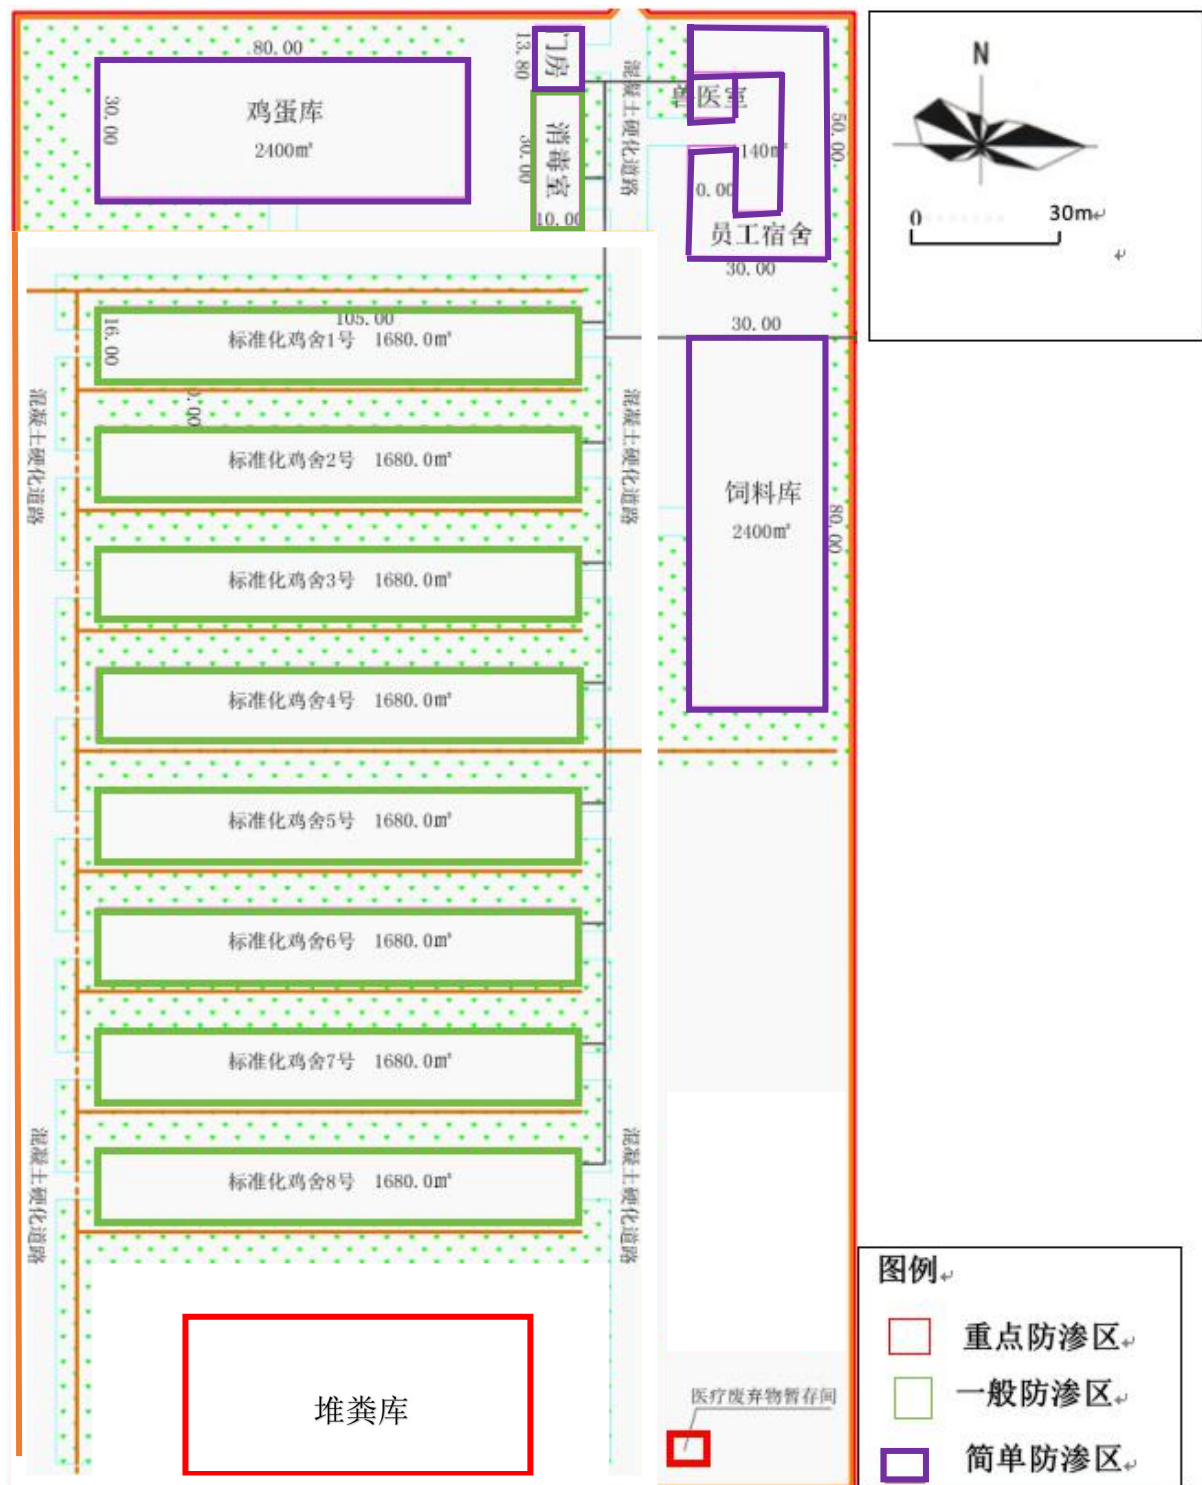 80.00
30.00
鸡蛋库
2400㎡
13.80
门房
消毒室
30.00
10.00
混凝土硬化道路
兽医室
140㎡
0.00
50.00
员工宿舍
30.00
N
0
30m
105.00
16.00
标准化鸡舍1号 1680.0㎡
0.00
标准化鸡舍2号 1680.0㎡
标准化鸡舍3号 1680.0㎡
标准化鸡舍4号 1680.0㎡
标准化鸡舍5号 1680.0㎡
标准化鸡舍6号 1680.0㎡
标准化鸡舍7号 1680.0㎡
标准化鸡舍8号 1680.0㎡
混凝土硬化道路
混凝土硬化道路
混凝土硬化道路
混凝土硬化道路
30.00
饲料库
2400㎡
80.00
堆粪库
医疗废弃物暂存间
图例
重点防渗区
一般防渗区
简单防渗区